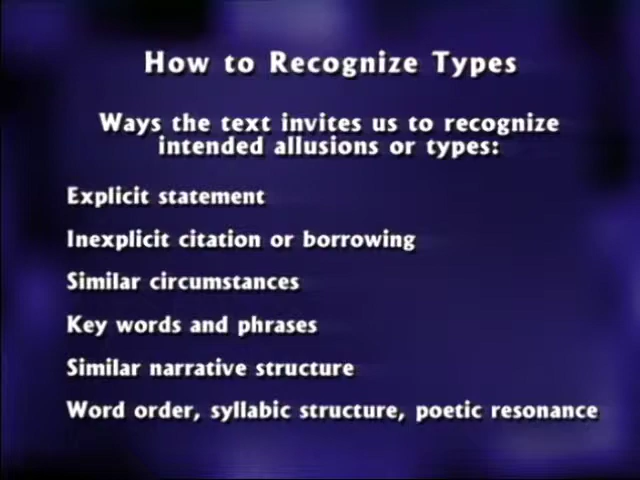 How to Recognize Types
Ways the text invites us to recognize
intended allusions or types:
Explicit statement
Inexplicit citation or borrowing
Similar circumstances
Key words and phrases
Similar narrative structure
Word order, syllabic structure, poetic resonance